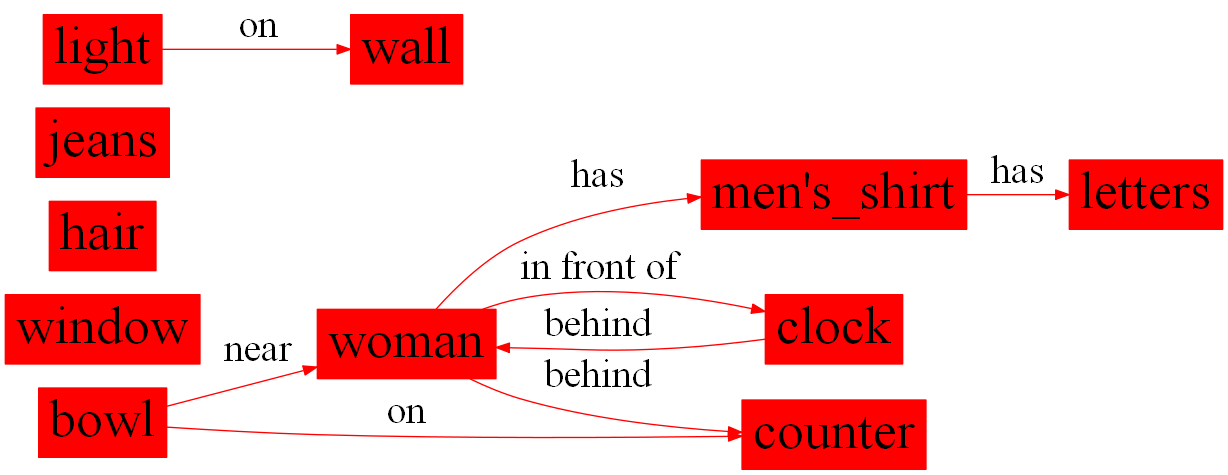 on
light
wall
jeans
has
has
men's_shirt
letters
hair
in front of
window
behind
clock
near
woman
behind
bowl
on
counter